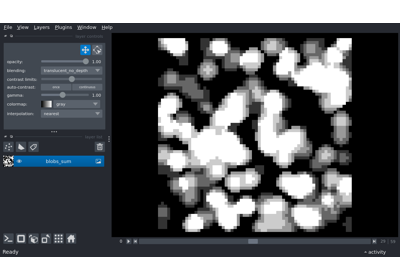 File View Layers Plugins Window Help
opacity: 1.00
blending: translucent_no_depth
contrast limits:
auto-contrast: once continuous
gamma: 1.00
colormap: gray
interpolation: nearest
blobs_sum
Ready
activity